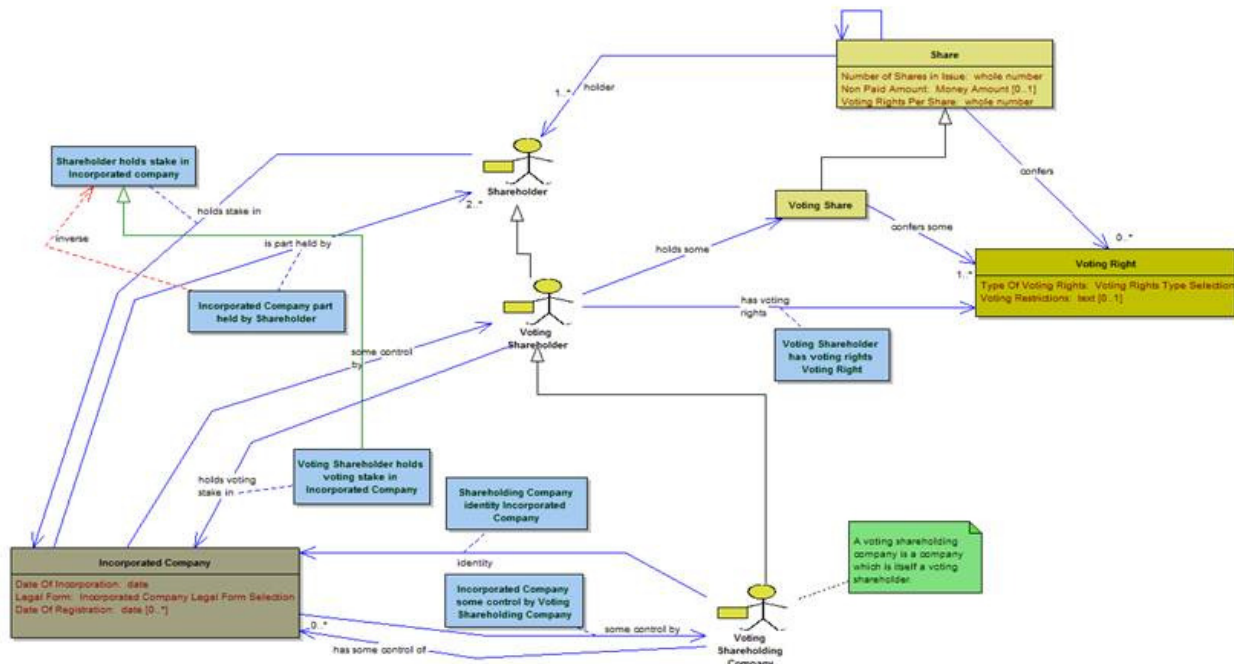 Share
Number of Shares in Issue: whole number
Non Paid Amount: Money Amount [0..1]
Voting Rights Per Share: whole number
1..*
holder
Shareholder holds stake in
Incorporated company
Shareholder
2..*
confers
Voting Share
holds stake in
confers some
inverse
is part held by
holds some
0..*
1..*
Voting Right
Type Of Voting Rights: Voting Rights Type Selection
Voting Restrictions: text [0..1]
Incorporated Company part
held by Shareholder
has voting
rights
Voting
Shareholder
some control
by
Voting Shareholder
has voting rights
Voting Right
Voting Shareholder holds
voting stake in
Incorporated Company
holds voting
stake in
Shareholding Company
identity Incorporated
Company
A voting shareholding
company is a company
which is itself a voting
shareholder.
Incorporated Company
Date Of Incorporation: date
Legal Form: Incorporated Company Legal Form Selection
Date Of Registration: date [0..*]
identity
Incorporated Company
some control by Voting
Shareholding Company
0..*
some control by
has some control of
Voting
Shareholding
Company